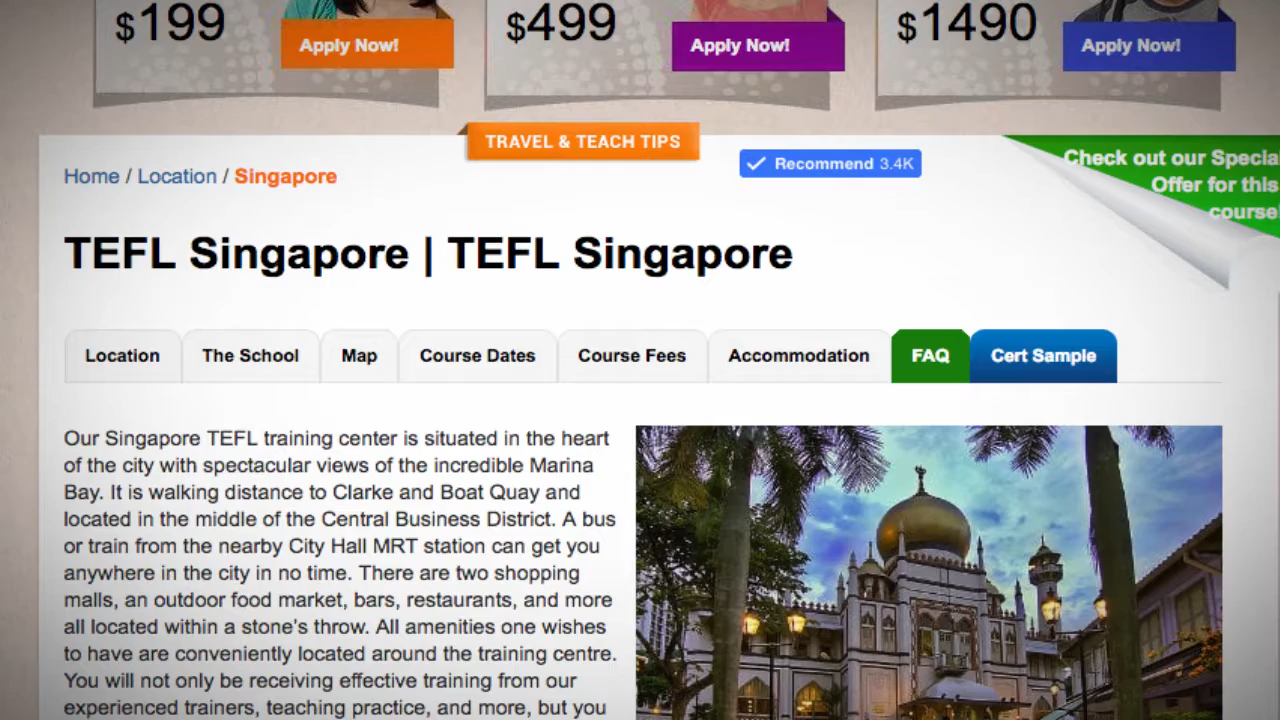 $199
Apply Now!
$499
Apply Now!
$1490
Apply Now!
TRAVEL & TEACH TIPS
Recommend 3.4K
Check out our Specia
Offer for this
course!
Home / Location / Singapore
TEFL Singapore | TEFL Singapore
Location
The School
Map
Course Dates
Course Fees
Accommodation
FAQ
Cert Sample
Our Singapore TEFL training center is situated in the heart
of the city with spectacular views of the incredible Marina
Bay. It is walking distance to Clarke and Boat Quay and
located in the middle of the Central Business District. A bus
or train from the nearby City Hall MRT station can get you
anywhere in the city in no time. There are two shopping
malls, an outdoor food market, bars, restaurants, and more
all located within a stone's throw. All amenities one wishes
to have are conveniently located around the training centre.
You will not only be receiving effective training from our
experienced trainers, teaching practice, and more, but you